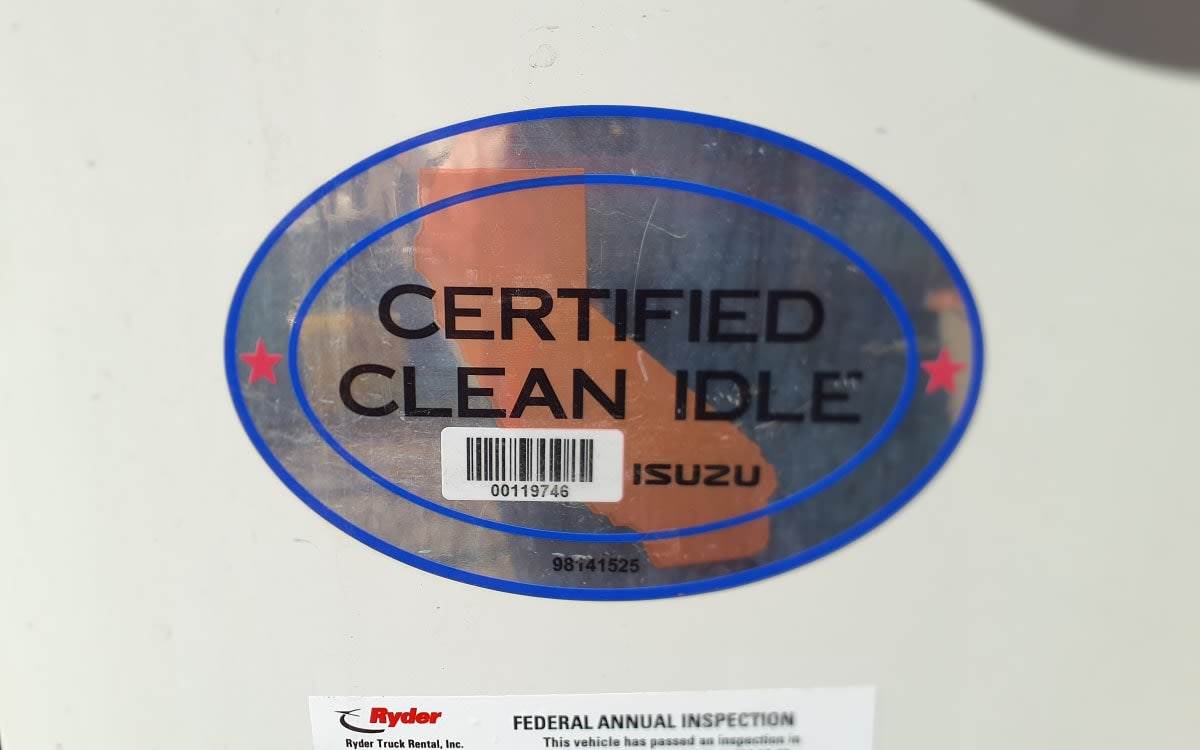 CERTIFIED
CLEAN IDLE
00119746
ISUZU
98141525
Ryder
Ryder Truck Rental, Inc.
FEDERAL ANNUAL INSPECTION
This vehicle has passed an inspection in